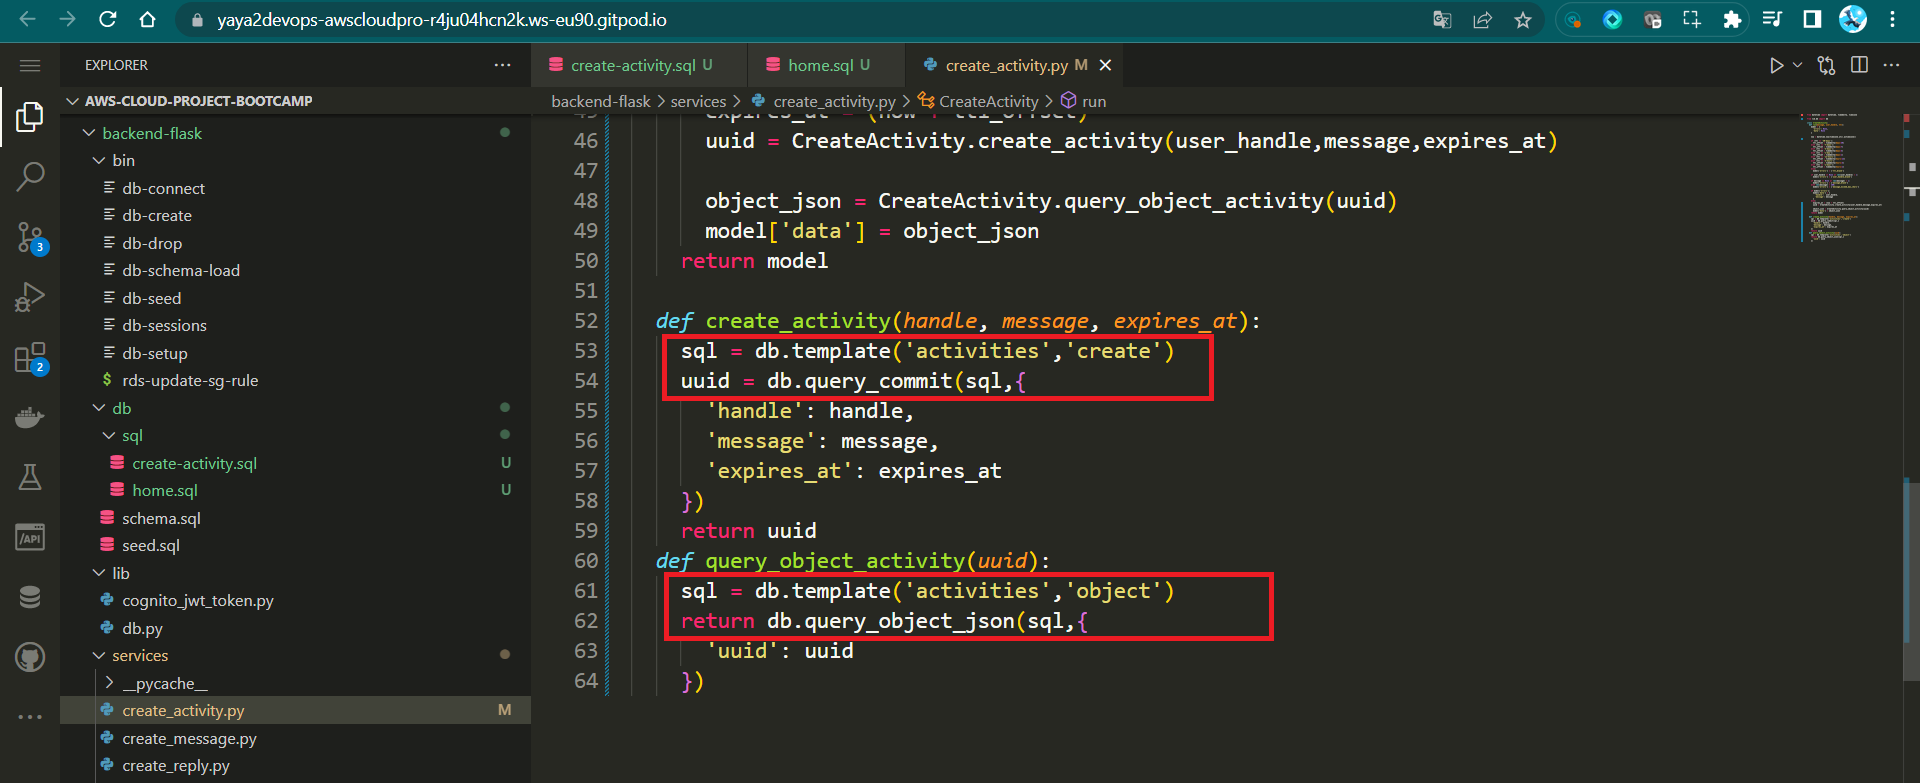 yaya2devops-awscloudpro-r4ju04hcn2k.ws-eu90.gitpod.io
EXPLORER
create-activity.sql U
home.sql U
create_activity.py M
AWS-CLOUD-PROJECT-BOOTCAMP
backend-flask > services > create_activity.py > CreateActivity > run
backend-flask
bin
db-connect
db-create
db-drop
db-schema-load
db-seed
db-sessions
db-setup
$ rds-update-sg-rule
db
sql
create-activity.sql U
home.sql U
schema.sql
seed.sql
lib
cognito_jwt_token.py
db.py
services
__pycache__
create_activity.py M
create_message.py
create_reply.py
3
2
/API
45 expires_at = (now + ttl_offset)
46 uuid = CreateActivity.create_activity(user_handle,message,expires_at)
47
48 object_json = CreateActivity.query_object_activity(uuid)
49 model['data'] = object_json
50 return model
51
52 def create_activity(handle, message, expires_at):
53 sql = db.template('activities','create')
54 uuid = db.query_commit(sql,{
55 'handle': handle,
56 'message': message,
57 'expires_at': expires_at
58 })
59 return uuid
60 def query_object_activity(uuid):
61 sql = db.template('activities','object')
62 return db.query_object_json(sql,{
63 'uuid': uuid
64 })